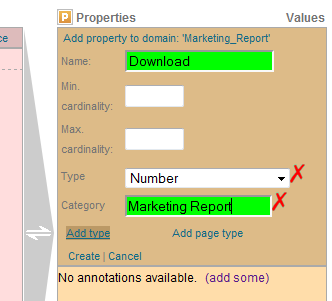 P Properties Values
ce
Add property to domain: 'Marketing_Report'
Name: Download
Min.
cardinality:
Max.
cardinality:
Type Number
Category Marketing Report
Add type Add page type
Create | Cancel
No annotations available. (add some)